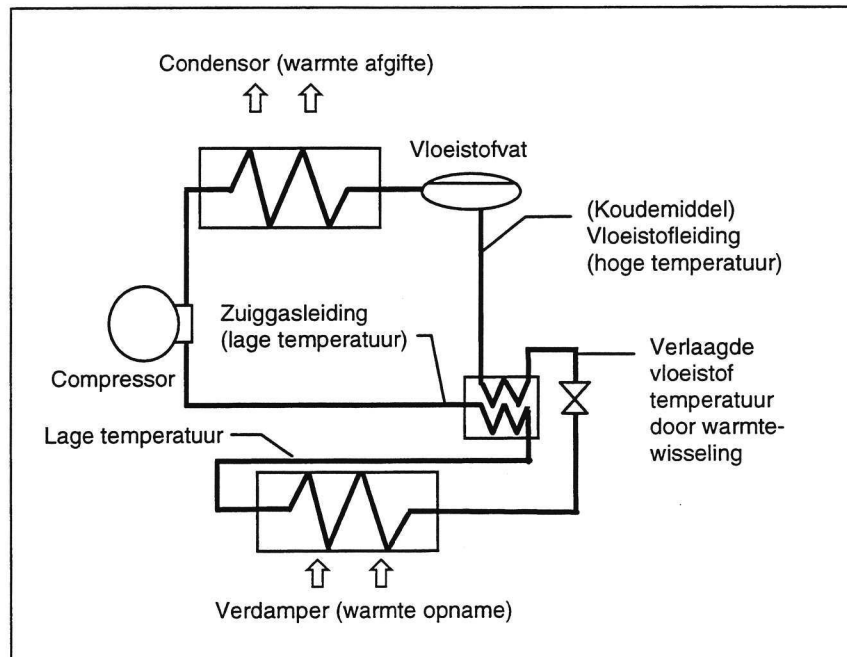 Condensor (warmte afgifte)
Vloeistofvat
(Koudemiddel)
Vloeistofleiding
(hoge temperatuur)
Zuiggasleiding
(lage temperatuur)
Compressor
Verlaagde
vloeistof
temperatuur
door warmte-
wisseling
Lage temperatuur
Verdamper (warmte opname)